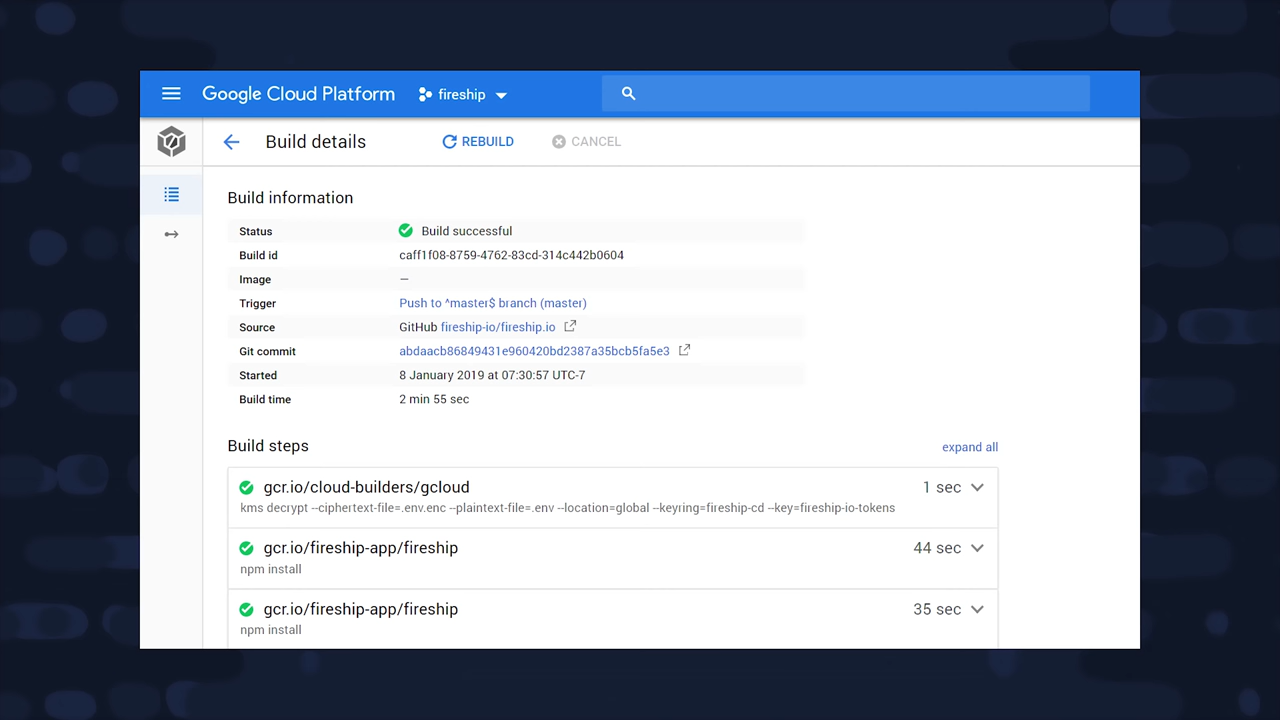 Google Cloud Platform fireship
Build details REBUILD CANCEL
Build information
Status Build successful
Build id caff1f08-8759-4762-83cd-314c442b0604
Image —
Trigger Push to ^master$ branch (master)
Source GitHub fireship-io/fireship.io
Git commit abdaacb86849431e960420bd2387a35bcb5fa5e3
Started 8 January 2019 at 07:30:57 UTC-7
Build time 2 min 55 sec
Build steps expand all
gcr.io/cloud-builders/gcloud 1 sec
kms decrypt --ciphertext-file=.env.enc --plaintext-file=.env --location=global --keyring=fireship-cd --key=fireship-io-tokens
gcr.io/fireship-app/fireship 44 sec
npm install
gcr.io/fireship-app/fireship 35 sec
npm install